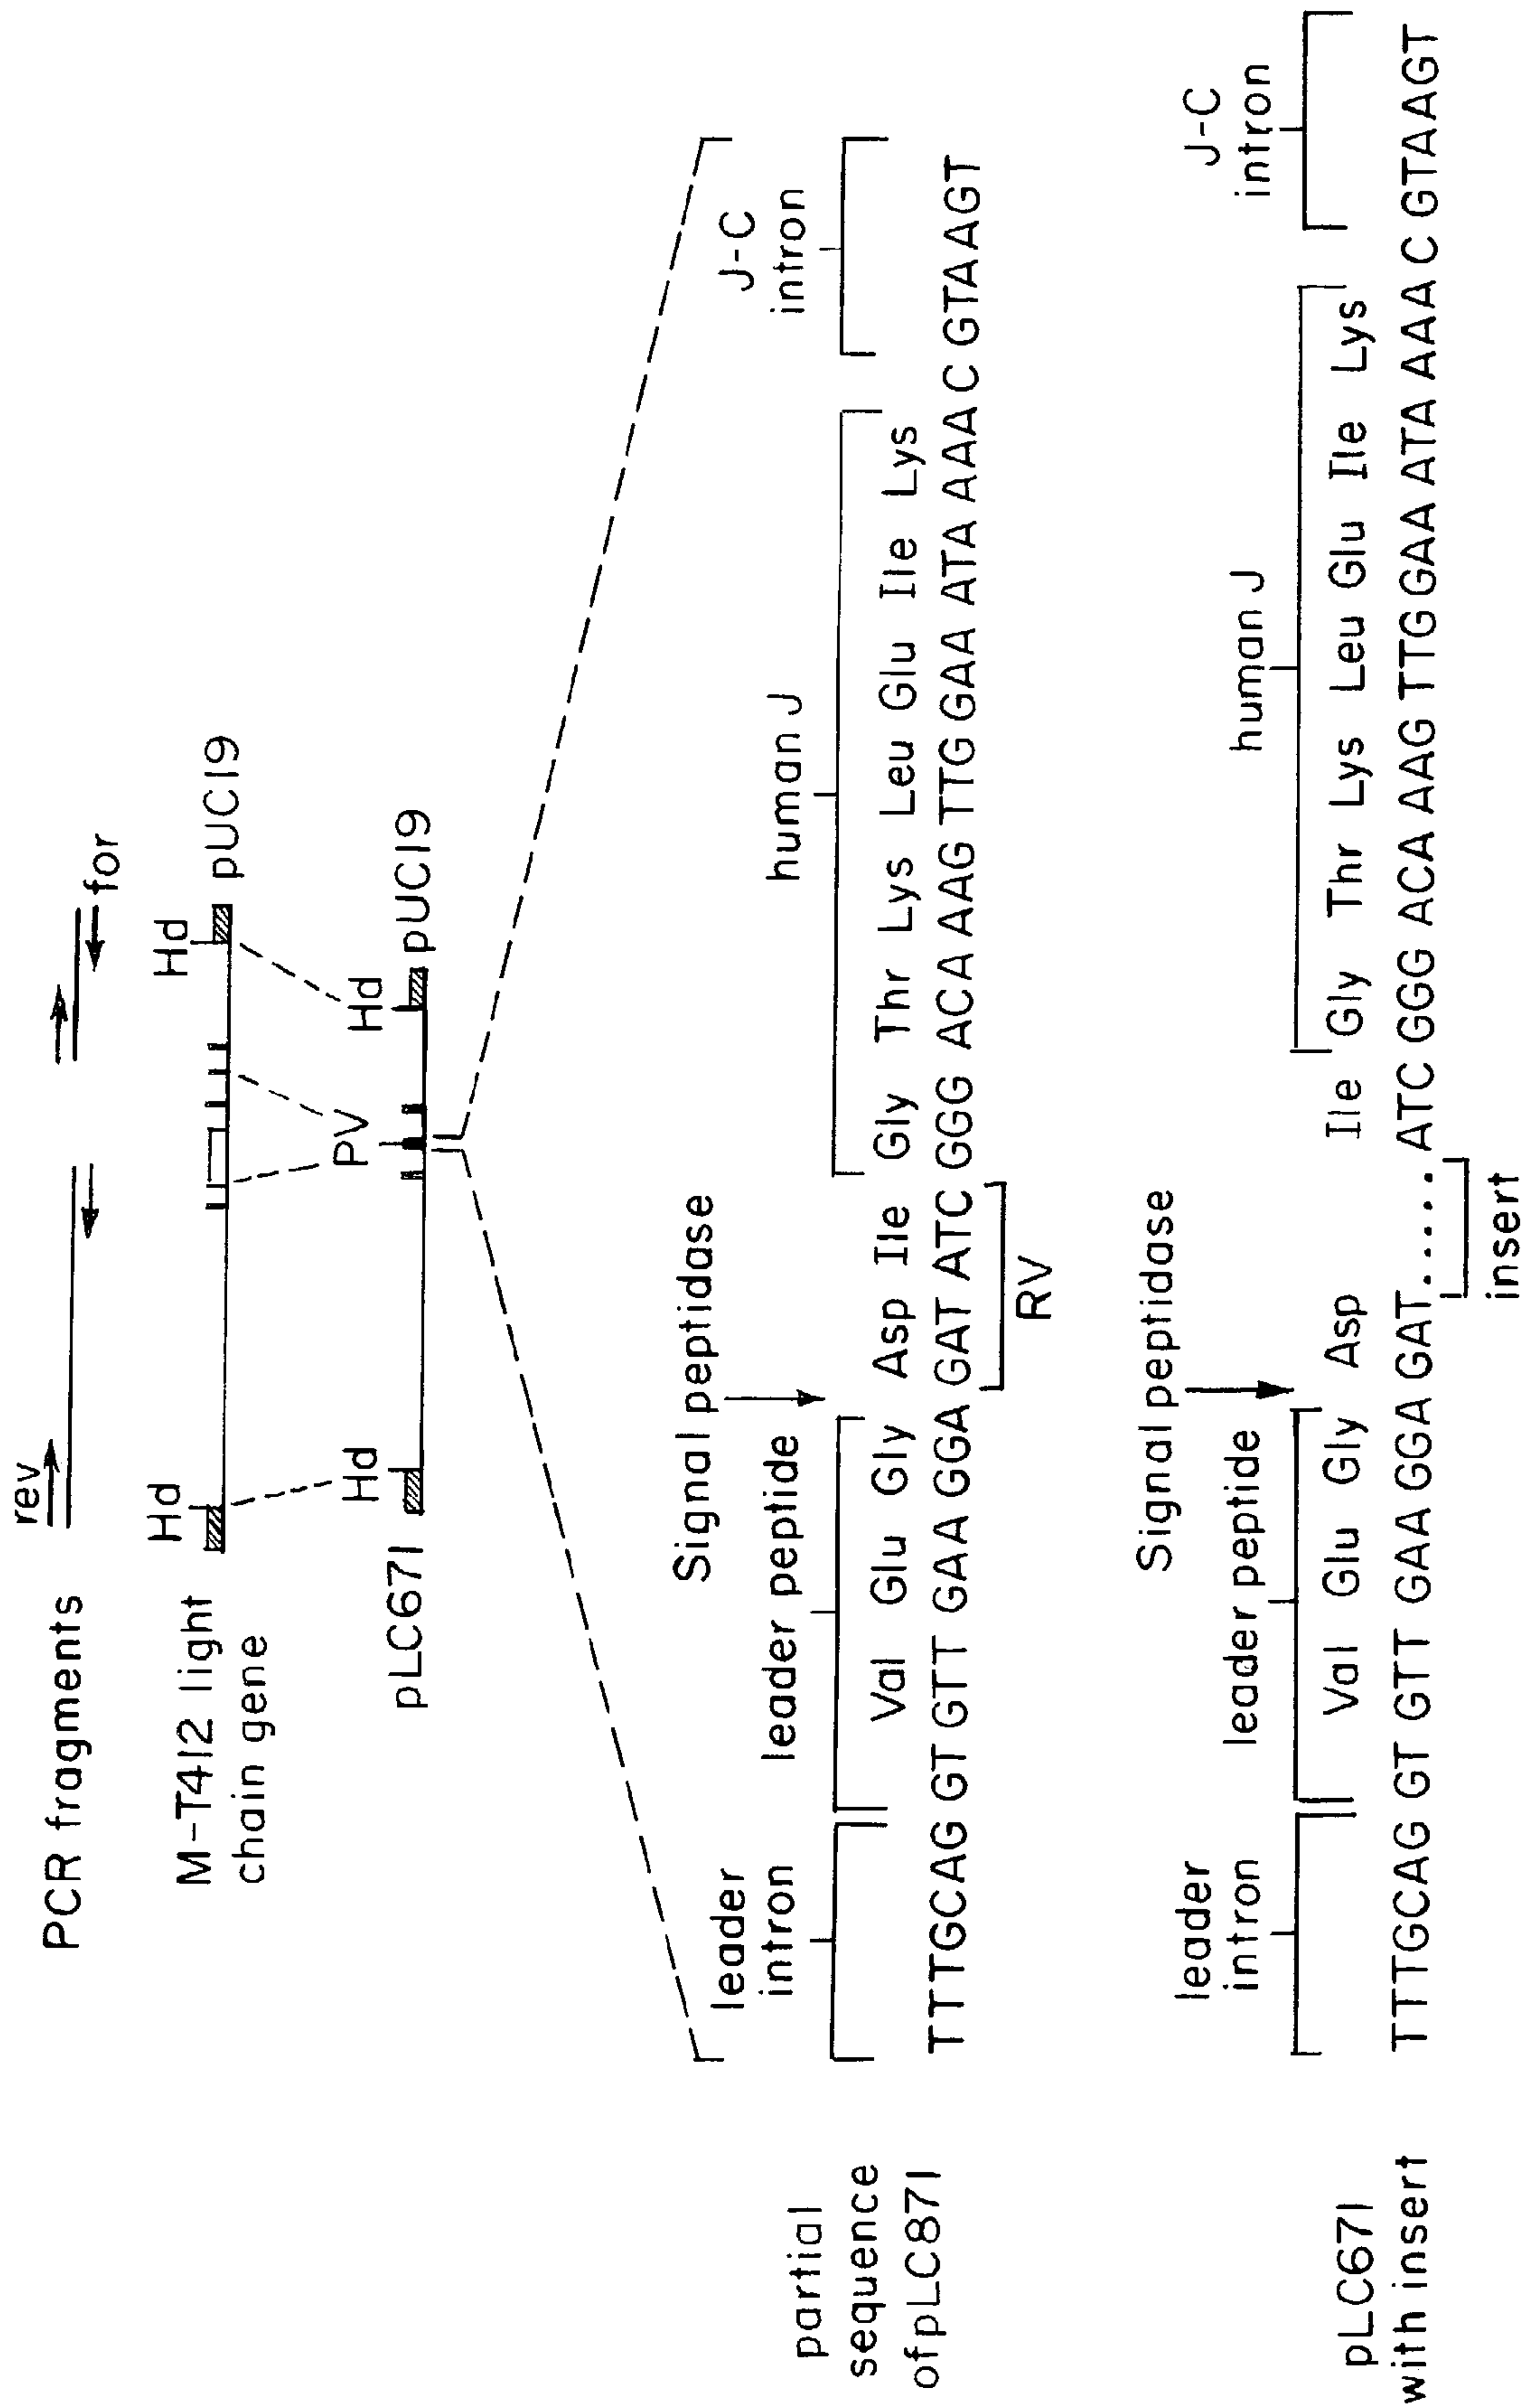 PCR fragments
rev
for
M-T412 light
chain gene
Hd
Hd
pUC19
pLC671
Hd
PV
Hd
pUC19
partial
sequence
of pLC871
leader
intron
leader peptide
Signal peptidase
human J
J-C
intron
Val Glu Gly Asp Ile Gly Thr Lys Leu Glu Ile Lys
TTTGCAG GT GTT GAA GGA GAT ATC GGG ACA AAG TTG GAA ATA AAA C GTAAGT
RV
pLC671
with insert
leader
intron
leader peptide
Signal peptidase
human J
J-C
intron
Val Glu Gly Asp Ile Gly Thr Lys Leu Glu Ile Lys
TTTGCAG GT GTT GAA GGA GAT.....ATC GGG ACA AAG TTG GAA ATA AAA C GTAAGT
insert